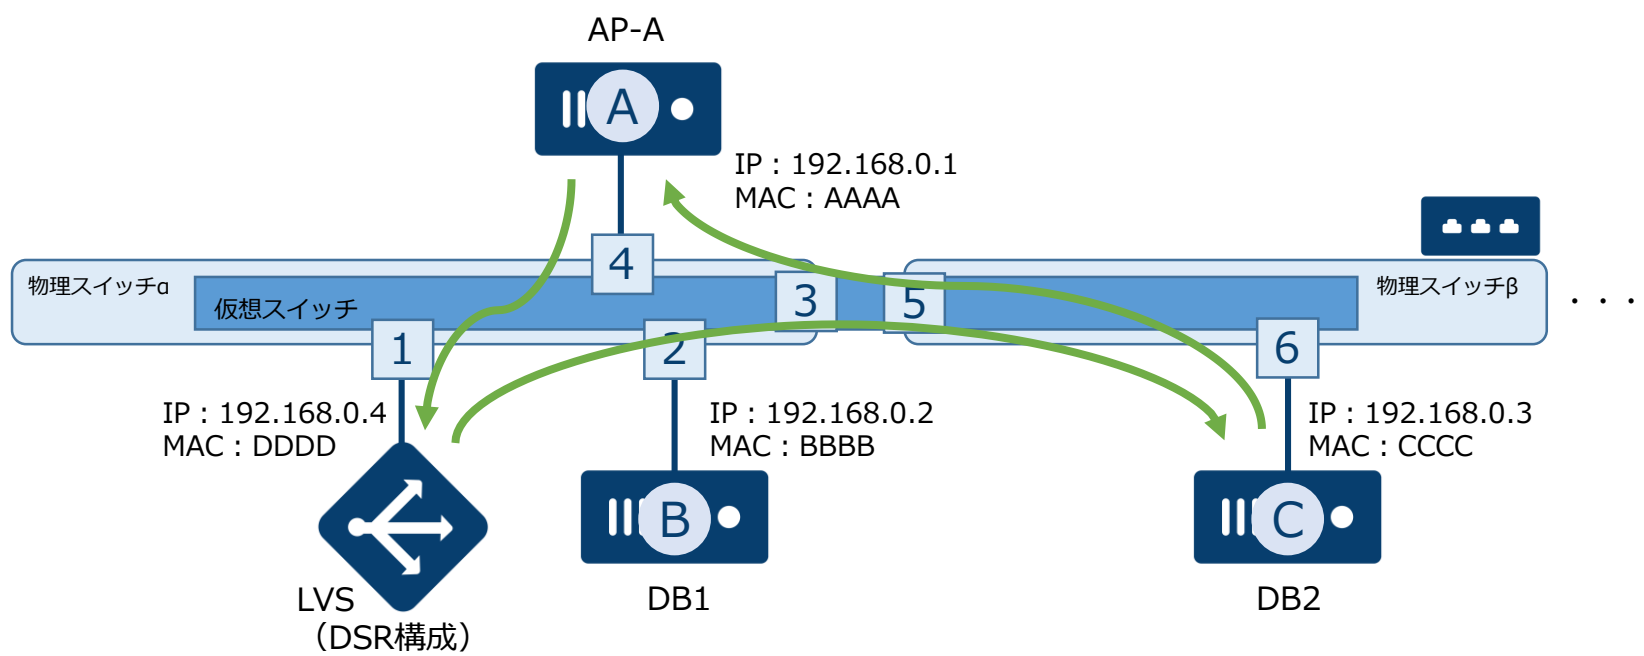 AP-A
A
IP：192.168.0.1
MAC：AAAA
物理スイッチα
仮想スイッチ
4
3
5
物理スイッチβ
・・・
1
2
6
IP：192.168.0.4
MAC：DDDD
IP：192.168.0.2
MAC：BBBB
IP：192.168.0.3
MAC：CCCC
B
C
LVS
（DSR構成）
DB1
DB2